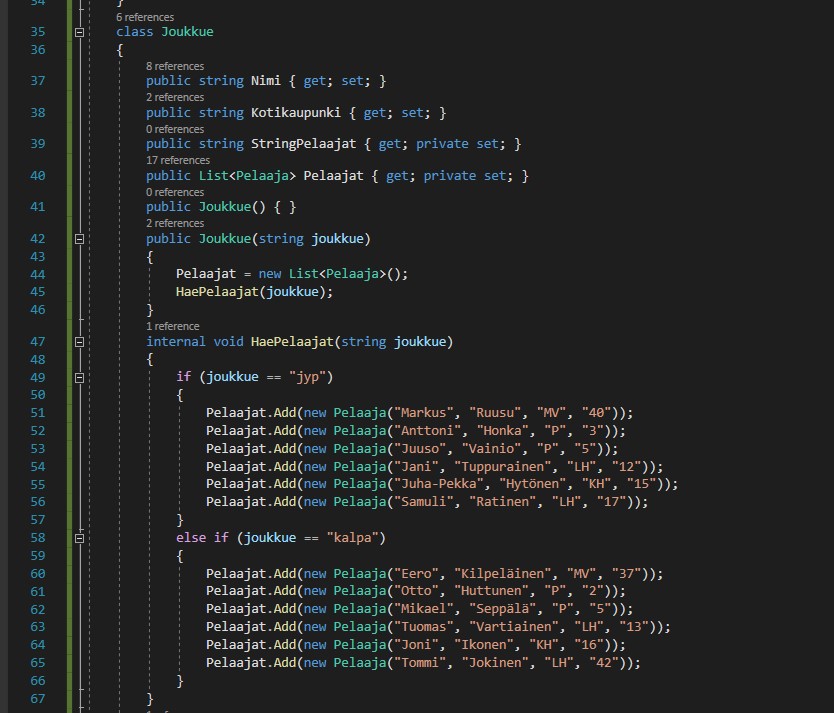 34 }
6 references
35 class Joukkue
36 {
8 references
37 public string Nimi { get; set; }
2 references
38 public string Kotikaupunki { get; set; }
0 references
39 public string StringPelaajat { get; private set; }
17 references
40 public List<Pelaaja> Pelaajat { get; private set; }
0 references
41 public Joukkue() { }
2 references
42 public Joukkue(string joukkue)
43 {
44 Pelaajat = new List<Pelaaja>();
45 HaePelaajat(joukkue);
46 }
1 reference
47 internal void HaePelaajat(string joukkue)
48 {
49 if (joukkue == "jyp")
50 {
51 Pelaajat.Add(new Pelaaja("Markus", "Ruusu", "MV", "40"));
52 Pelaajat.Add(new Pelaaja("Anttoni", "Honka", "P", "3"));
53 Pelaajat.Add(new Pelaaja("Juuso", "Vainio", "P", "5"));
54 Pelaajat.Add(new Pelaaja("Jani", "Tuppurainen", "LH", "12"));
55 Pelaajat.Add(new Pelaaja("Juha-Pekka", "Hytönen", "KH", "15"));
56 Pelaajat.Add(new Pelaaja("Samuli", "Ratinen", "LH", "17"));
57 }
58 else if (joukkue == "kalpa")
59 {
60 Pelaajat.Add(new Pelaaja("Eero", "Kilpeläinen", "MV", "37"));
61 Pelaajat.Add(new Pelaaja("Otto", "Huttunen", "P", "2"));
62 Pelaajat.Add(new Pelaaja("Mikael", "Seppälä", "P", "5"));
63 Pelaajat.Add(new Pelaaja("Tuomas", "Vartiainen", "LH", "13"));
64 Pelaajat.Add(new Pelaaja("Joni", "Ikonen", "KH", "16"));
65 Pelaajat.Add(new Pelaaja("Tommi", "Jokinen", "LH", "42"));
66 }
67 }